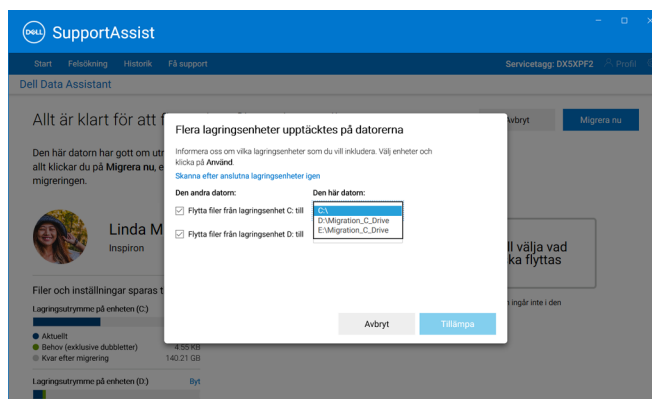 DELL SupportAssist
Start Felsökning Historik Få support Servicetagg: DX5XPF2 Profil
Dell Data Assistant
Allt är klart för att
Avbryt Migrera nu
Flera lagringsenheter upptäcktes på datorerna
Den här datorn har gott om
allt klickar du på Migrera nu,
migreringen.
Informera oss om vilka lagringsenheter som du vill inkludera. Välj enheter och
klicka på Använd.
Skanna efter anslutna lagringsenheter igen
Den andra datorn: Den här datorn:
Flytta filer från lagringsenhet C: till C:\
D:\Migration_C_Drive
E:\Migration_C_Drive
Flytta filer från lagringsenhet D: till
Linda
Inspiron
välja vad
flyttas
Filer och inställningar sparas
ingår inte i den
Lagringsutrymme på enheten (C:)
Avbryt Tillämpa
Aktuellt
Behov (exklusive dubbletter) 4.55 KB
Kvar efter migrering 140.21 GB
Lagringsutrymme på enheten (D:) Byt